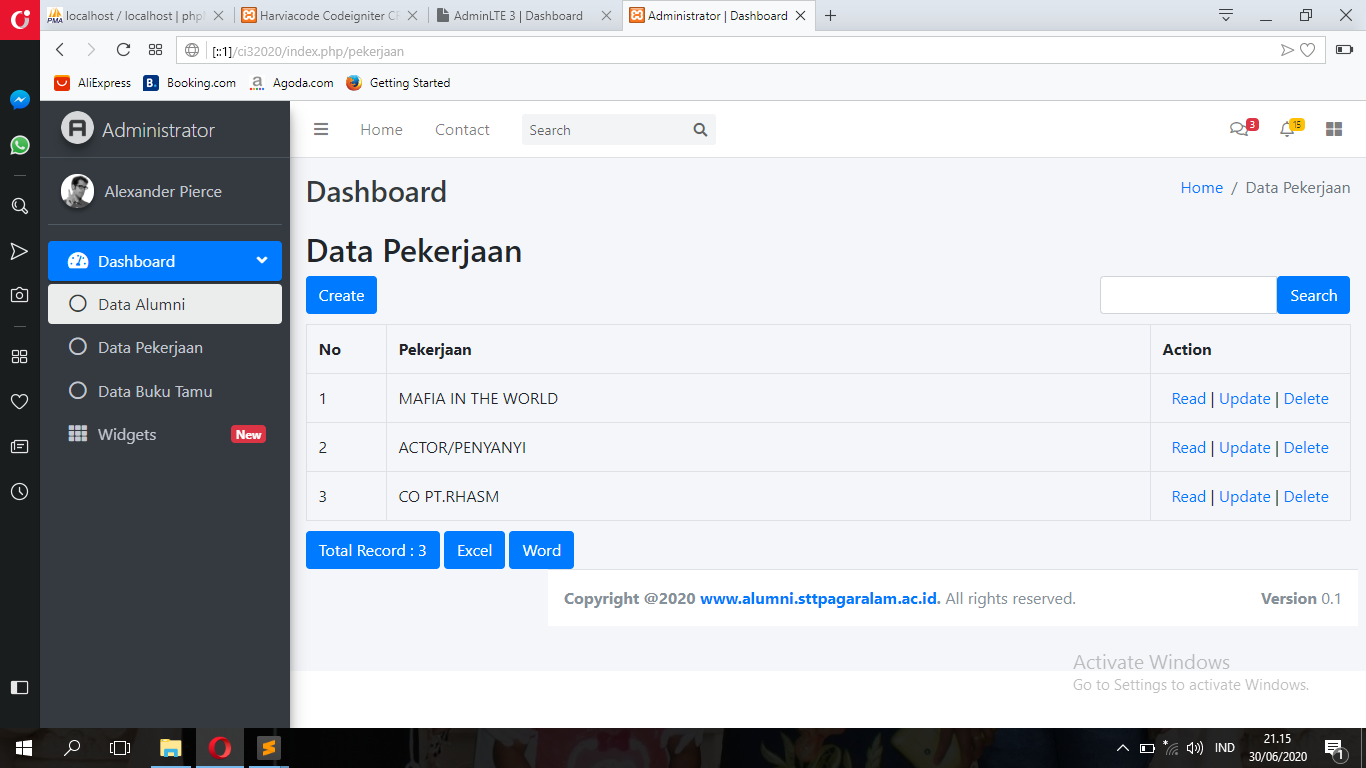 localhost / localhost | php
Harviacode Codeigniter CR
AdminLTE 3 | Dashboard
Administrator | Dashboard
[::1]/ci32020/index.php/pekerjaan
AliExpress
Booking.com
Agoda.com
Getting Started
Administrator
Home
Contact
Search
3
15
Alexander Pierce
Dashboard
Home / Data Pekerjaan
Dashboard
Data Alumni
Data Pekerjaan
Data Buku Tamu
Widgets New
Data Pekerjaan
Create
Search
No Pekerjaan Action
1 MAFIA IN THE WORLD Read | Update | Delete
2 ACTOR/PENYANYI Read | Update | Delete
3 CO PT.RHASM Read | Update | Delete
Total Record : 3 Excel Word
Copyright @2020 www.alumni.sttpagaralam.ac.id. All rights reserved. Version 0.1
Activate Windows
Go to Settings to activate Windows.
IND
21.15
30/06/2020
1